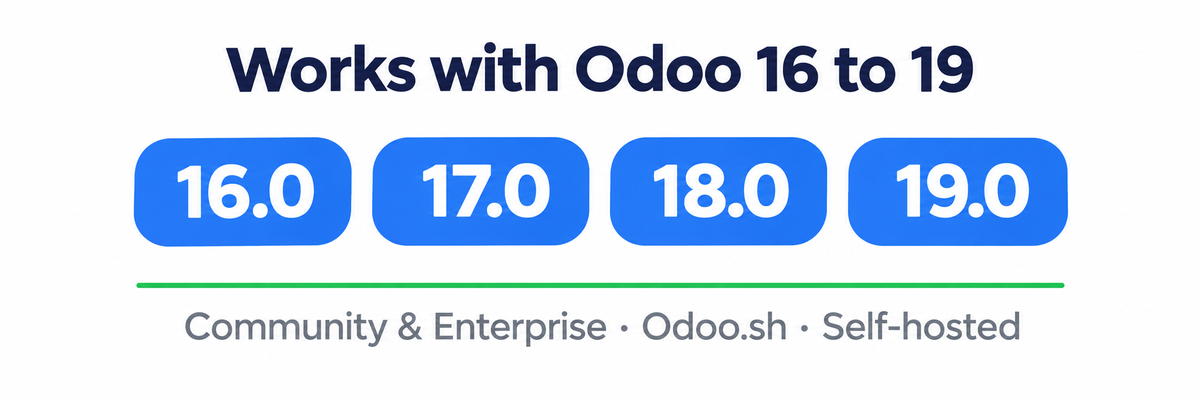 Works with Odoo 16 to 19
16.0 17.0 18.0 19.0
Community & Enterprise · Odoo.sh · Self-hosted